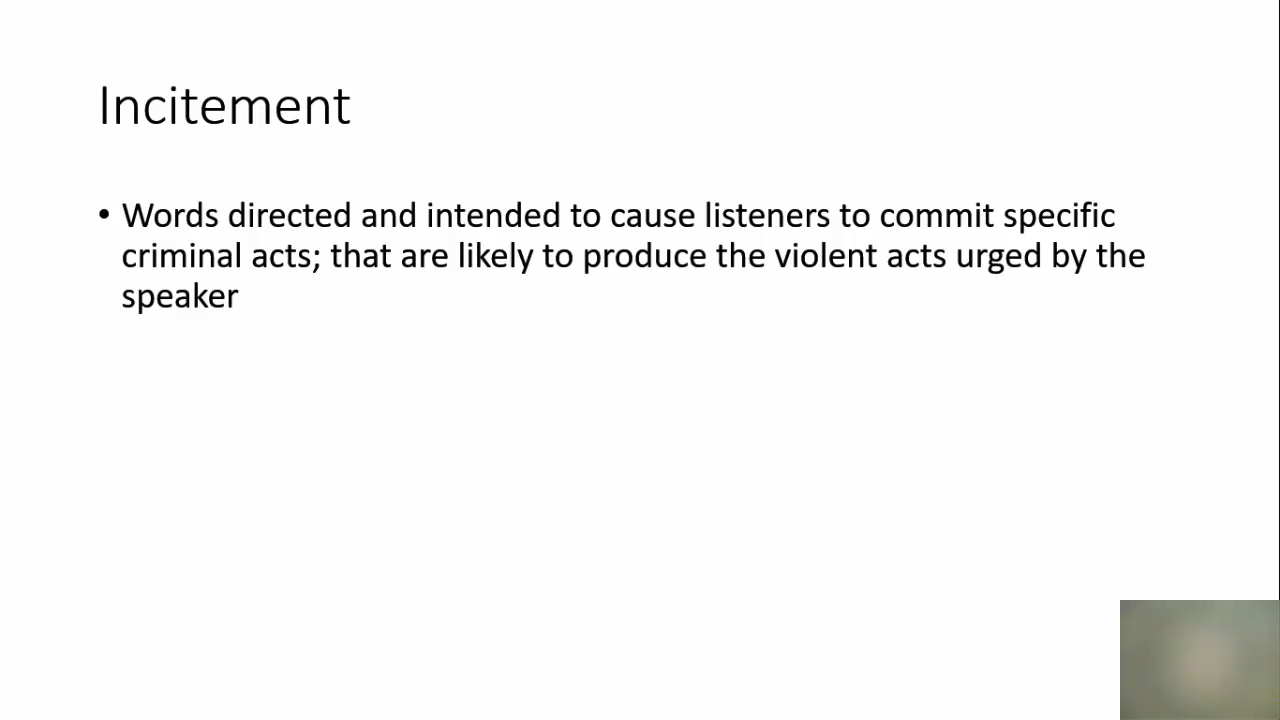 Incitement
• Words directed and intended to cause listeners to commit specific
criminal acts; that are likely to produce the violent acts urged by the
speaker